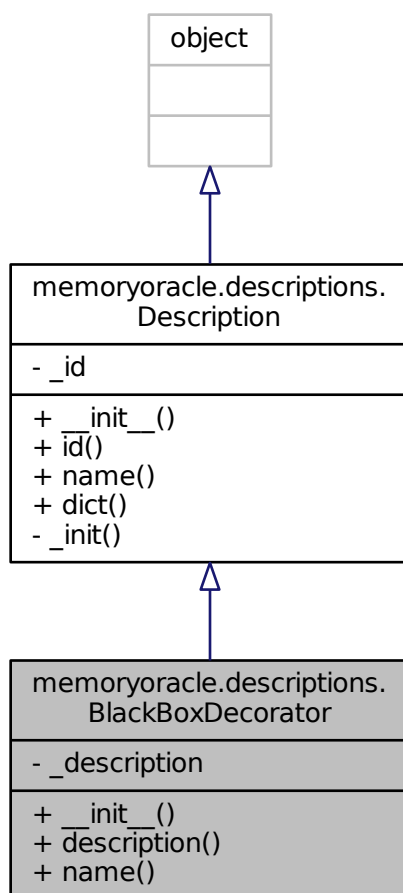 object
memoryoracle.descriptions.
Description
- _id
+ __init__()
+ id()
+ name()
+ dict()
- _init()
memoryoracle.descriptions.
BlackBoxDecorator
- _description
+ __init__()
+ description()
+ name()